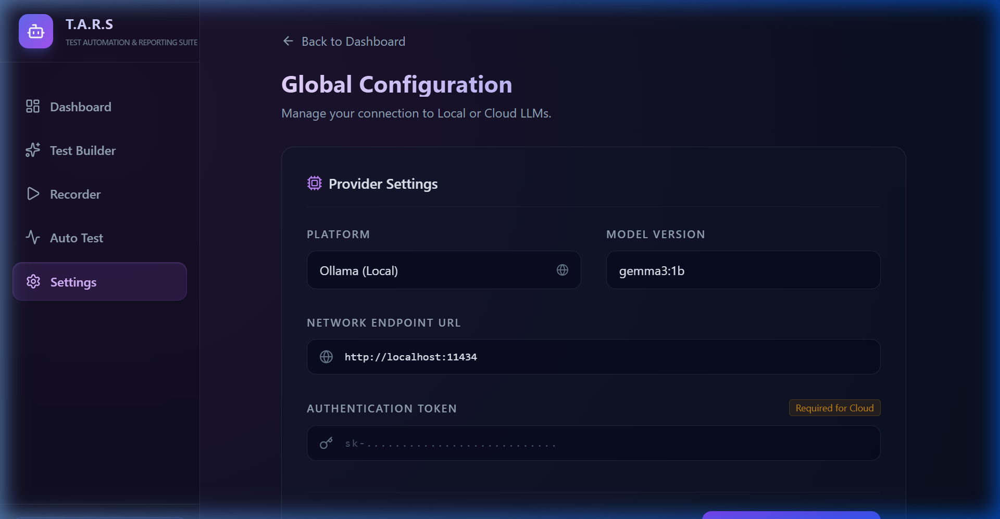 T.A.R.S
TEST AUTOMATION & REPORTING SUITE
Dashboard
Test Builder
Recorder
Auto Test
Settings
Back to Dashboard
Global Configuration
Manage your connection to Local or Cloud LLMs.
Provider Settings
PLATFORM
Ollama (Local)
MODEL VERSION
gemma3:1b
NETWORK ENDPOINT URL
http://localhost:11434
AUTHENTICATION TOKEN
Required for Cloud
sk-...........................